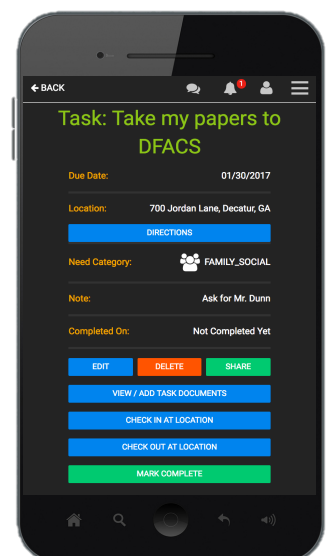 BACK
1
Task: Take my papers to
DFACS
Due Date: 01/30/2017
Location: 700 Jordan Lane, Decatur, GA
DIRECTIONS
Need Category: FAMILY_SOCIAL
Note: Ask for Mr. Dunn
Completed On: Not Completed Yet
EDIT DELETE SHARE
VIEW / ADD TASK DOCUMENTS
CHECK IN AT LOCATION
CHECK OUT AT LOCATION
MARK COMPLETE